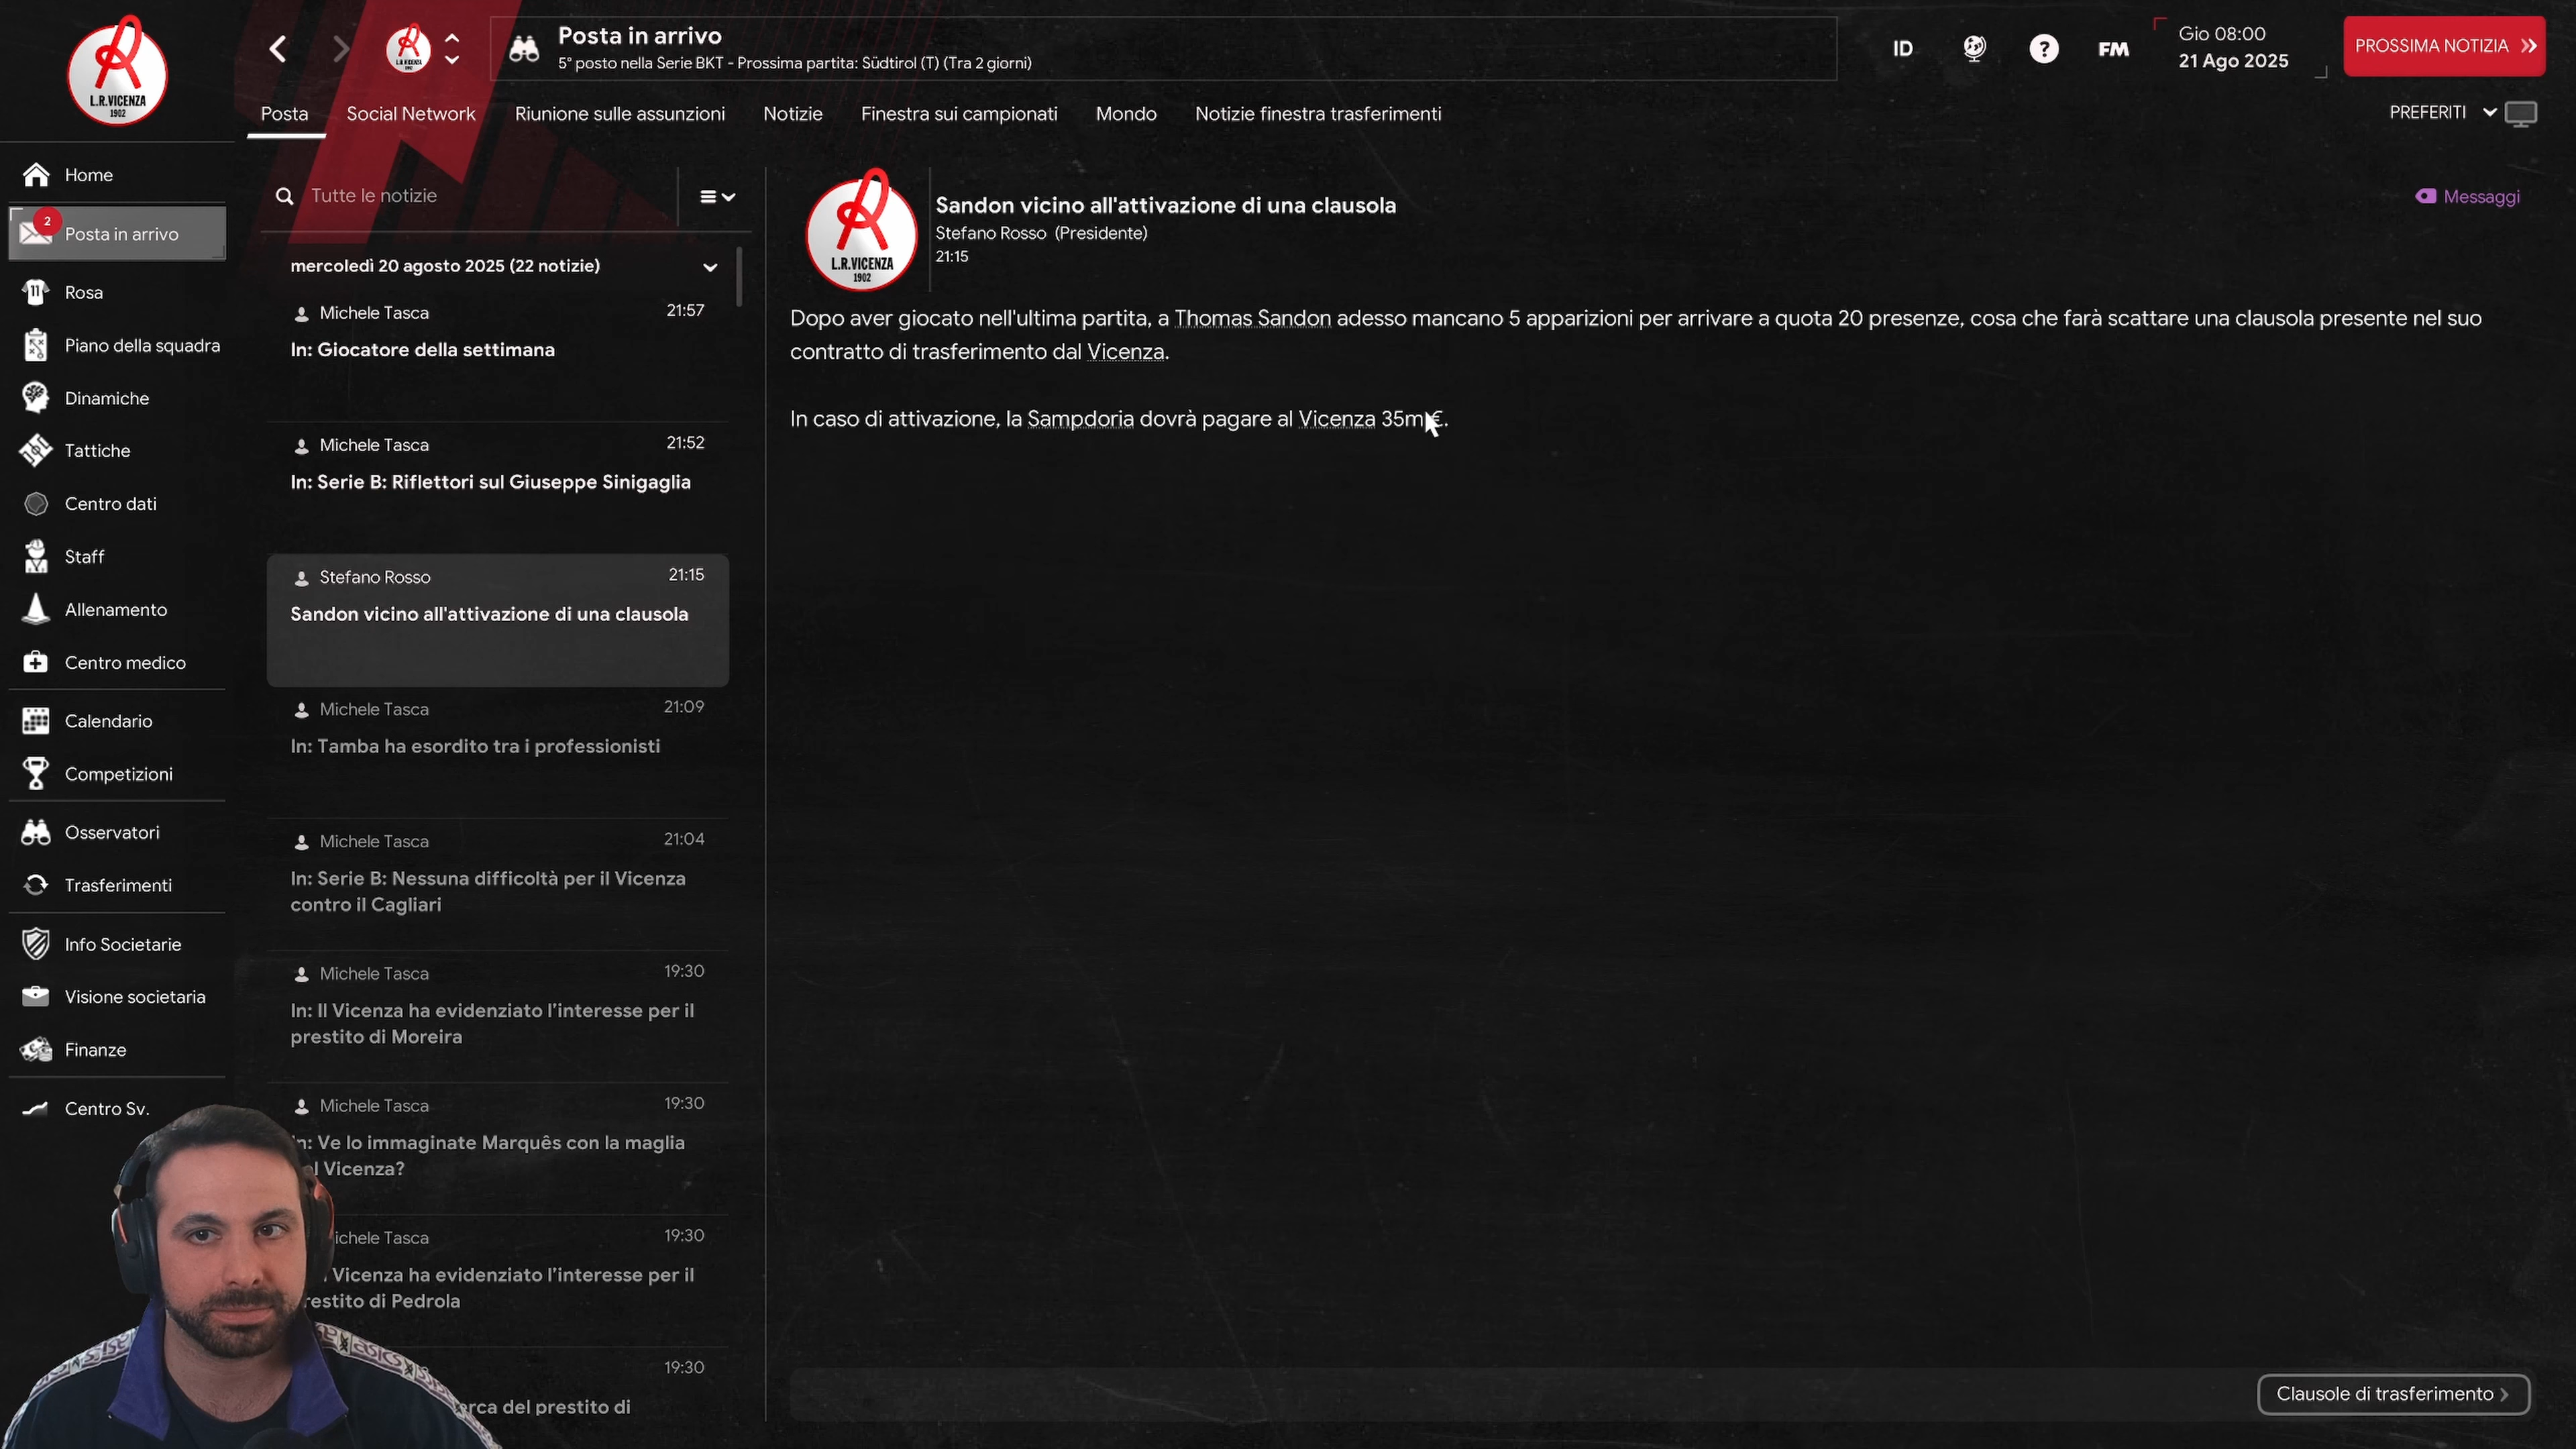 L.R.VICENZA
1902
Posta in arrivo
5° posto nella Serie BKT - Prossima partita: Südtirol (T) (Tra 2 giorni)
ID
?
FM
Gio 08:00
21 Ago 2025
PROSSIMA NOTIZIA
Posta
Social Network
Riunione sulle assunzioni
Notizie
Finestra sui campionati
Mondo
Notizie finestra trasferimenti
PREFERITI
Home
2
Posta in arrivo
11
Rosa
Piano della squadra
Dinamiche
Tattiche
Centro dati
Staff
Allenamento
Centro medico
Calendario
Competizioni
Osservatori
Trasferimenti
Info Societarie
Visione societaria
Finanze
Centro Sv.
Tutte le notizie
mercoledì 20 agosto 2025 (22 notizie)
Michele Tasca 21:57
In: Giocatore della settimana
Michele Tasca 21:52
In: Serie B: Riflettori sul Giuseppe Sinigaglia
Stefano Rosso 21:15
Sandon vicino all'attivazione di una clausola
Michele Tasca 21:09
In: Tamba ha esordito tra i professionisti
Michele Tasca 21:04
In: Serie B: Nessuna difficoltà per il Vicenza
contro il Cagliari
Michele Tasca 19:30
In: Il Vicenza ha evidenziato l'interesse per il
prestito di Moreira
Michele Tasca 19:30
In: Ve lo immaginate Marquês con la maglia
Vicenza?
Tasca 19:30
Vicenza ha evidenziato l'interesse per il
di Pedrola
19:30
del prestito di
L.R.VICENZA
1902
Sandon vicino all'attivazione di una clausola
Stefano Rosso (Presidente)
21:15
Messaggi
Dopo aver giocato nell'ultima partita, a Thomas Sandon adesso mancano 5 apparizioni per arrivare a quota 20 presenze, cosa che farà scattare una clausola presente nel suo
contratto di trasferimento dal Vicenza.
In caso di attivazione, la Sampdoria dovrà pagare al Vicenza 35m €.
Clausole di trasferimento
asics